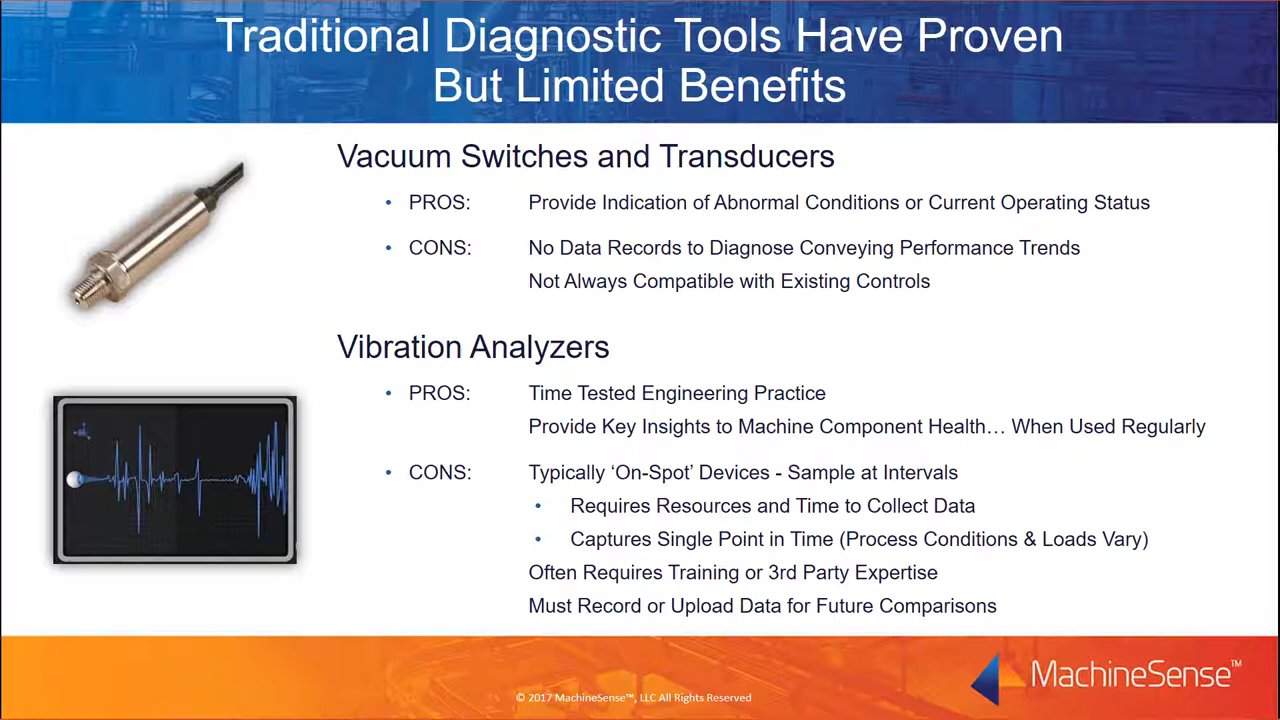 Traditional Diagnostic Tools Have Proven
But Limited Benefits
Vacuum Switches and Transducers
• PROS: Provide Indication of Abnormal Conditions or Current Operating Status
• CONS: No Data Records to Diagnose Conveying Performance Trends
Not Always Compatible with Existing Controls
Vibration Analyzers
• PROS: Time Tested Engineering Practice
Provide Key Insights to Machine Component Health… When Used Regularly
• CONS: Typically ‘On-Spot’ Devices - Sample at Intervals
• Requires Resources and Time to Collect Data
• Captures Single Point in Time (Process Conditions & Loads Vary)
Often Requires Training or 3rd Party Expertise
Must Record or Upload Data for Future Comparisons
MachineSense™
© 2017 MachineSense™, LLC All Rights Reserved